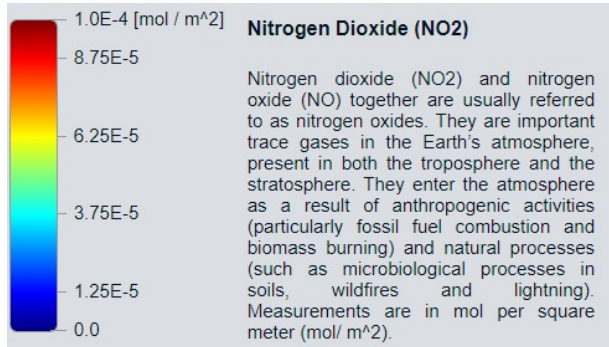 1.0E-4 [mol / m^2]
8.75E-5
6.25E-5
3.75E-5
1.25E-5
0.0
Nitrogen Dioxide (NO2)
Nitrogen dioxide (NO2) and nitrogen
oxide (NO) together are usually referred
to as nitrogen oxides. They are important
trace gases in the Earth's atmosphere,
present in both the troposphere and the
stratosphere. They enter the atmosphere
as a result of anthropogenic activities
(particularly fossil fuel combustion and
biomass burning) and natural processes
(such as microbiological processes in
soils, wildfires and lightning).
Measurements are in mol per square
meter (mol/ m^2).